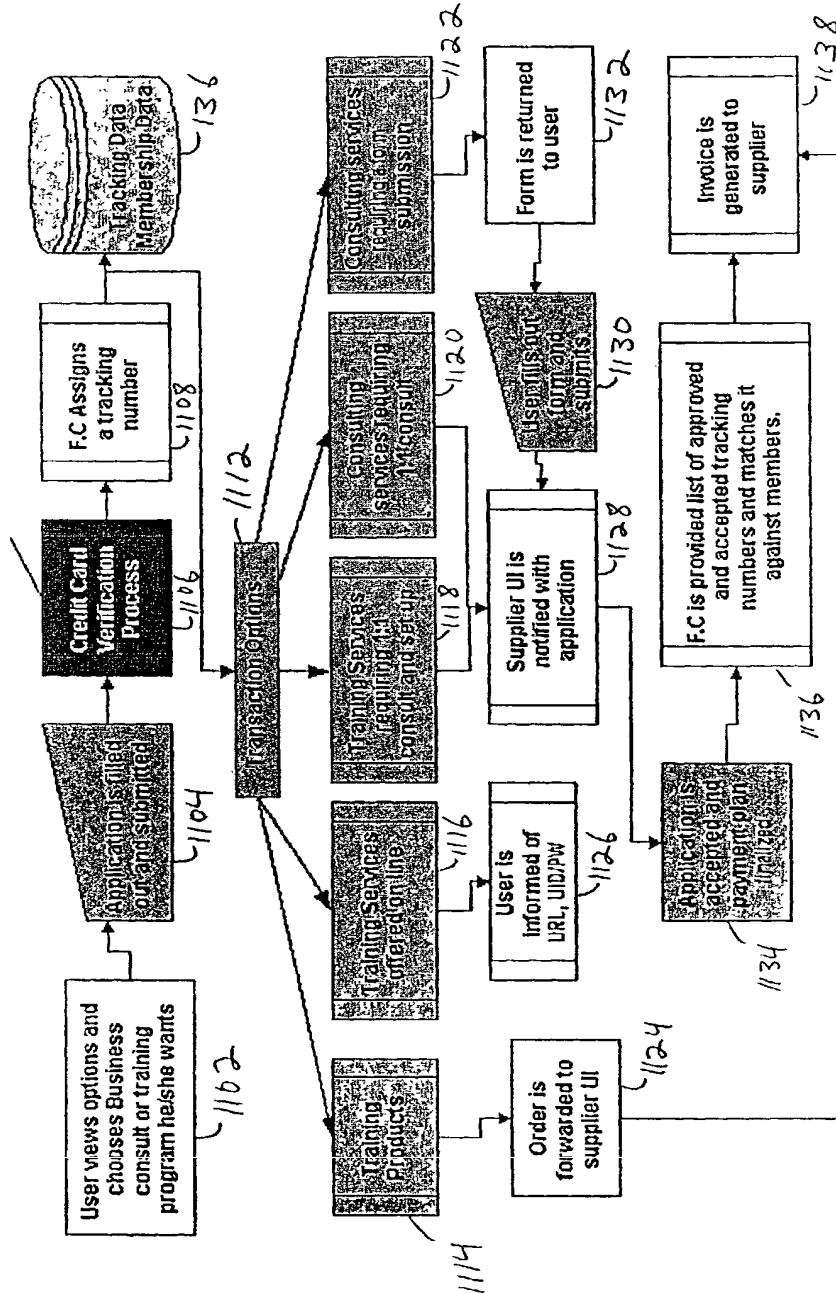 User views options and
chooses Business
consult or training
program he/she wants
1102
Application is filled
out and submitted
1104
Credit Card
Verification
Process
1106
F.C Assigns
a tracking
number
1108
Tracking Data
Membership Data
136
Transaction Options
1112
Training
Products
1114
Training Services
offered on line
1116
Training Services
requiring 1:1
consult and set up
1118
Consulting
services requiring
1:1 consult
1120
Consulting services
requiring a form
submission
1122
Order is
forwarded to
supplier UI
1124
User is
informed of
URL, UID/PW
1126
Supplier UI is
notified with
application
1128
User fills out
form and
submits
1130
Form is returned
to user
1132
Application is
accepted and
payment plan
finalized
1134
F.C is provided list of approved
and accepted tracking
numbers and matches it
against members.
1136
Invoice is
generated to
supplier
1138